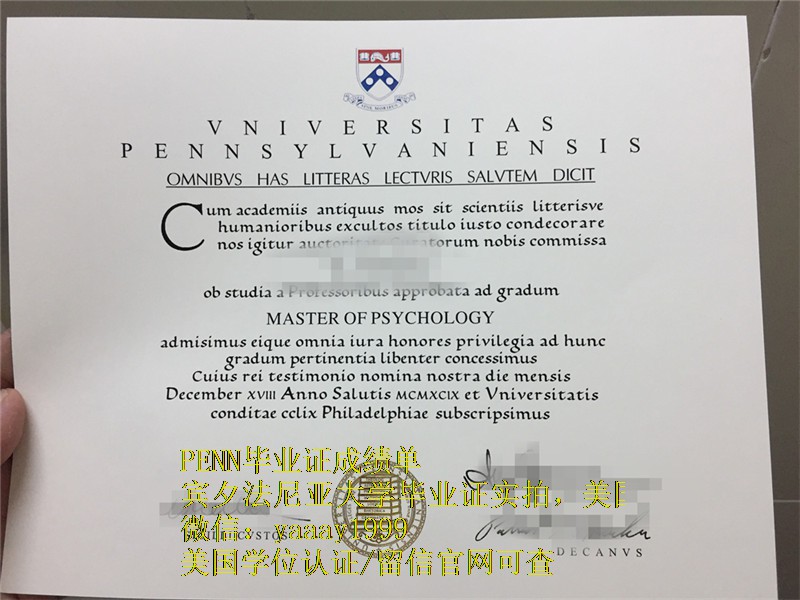 VNIVERSITAS
PENNSYLVANIENSIS
OMNIBVS HAS LITTERAS LECTVRIS SALVTEM DICIT
Cum academiis antiquus mos sit scientiis litterisve
humanioribus excultos titulo iusto condecorare
nos igitur auctoritate Curatorum nobis commissa
ob studia a Professoribus approbata ad gradum
MASTER OF PSYCHOLOGY
admisimus eique omnia iura honores privilegia ad hunc
gradum pertinentia libenter concessimus
Cuius rei testimonio nomina nostra die mensis
December XVIII Anno Salutis MCMXCIX et Vniversitatis
conditae cclix Philadelphiae subscripsimus
PENN毕业证成绩单
宾夕法尼亚大学毕业证实拍，美国
微信：yaaay1999
DECANVS
美国学位认证/留信官网可查